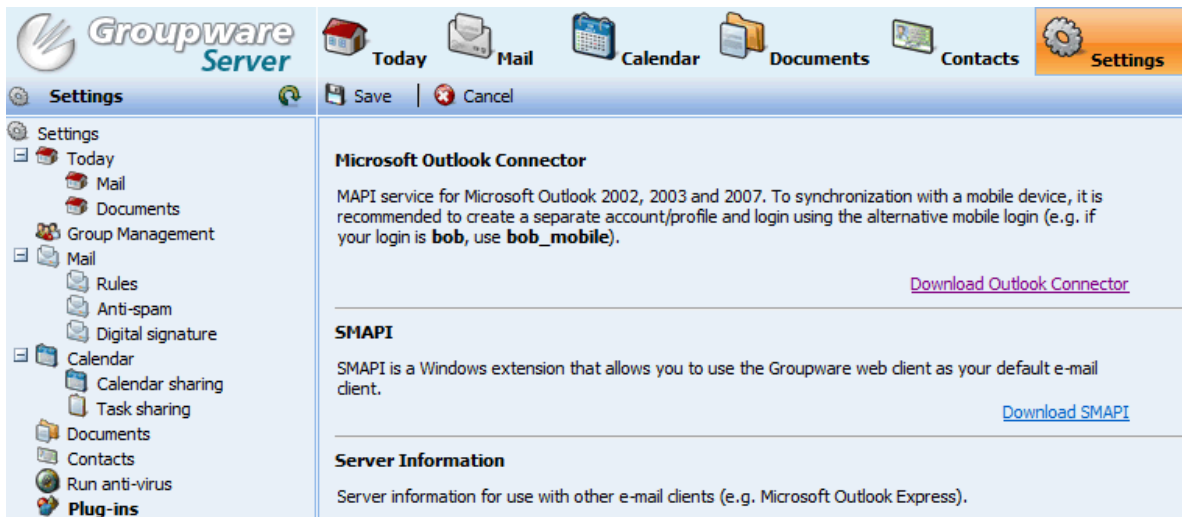 Groupware
Server
Today
Mail
Calendar
Documents
Contacts
Settings
Settings
Save
Cancel
Settings
Today
Mail
Documents
Group Management
Mail
Rules
Anti-spam
Digital signature
Calendar
Calendar sharing
Task sharing
Documents
Contacts
Run anti-virus
Plug-ins
Microsoft Outlook Connector
MAPI service for Microsoft Outlook 2002, 2003 and 2007. To synchronization with a mobile device, it is
recommended to create a separate account/profile and login using the alternative mobile login (e.g. if
your login is bob, use bob_mobile).
Download Outlook Connector
SMAPI
SMAPI is a Windows extension that allows you to use the Groupware web client as your default e-mail
client.
Download SMAPI
Server Information
Server information for use with other e-mail clients (e.g. Microsoft Outlook Express).